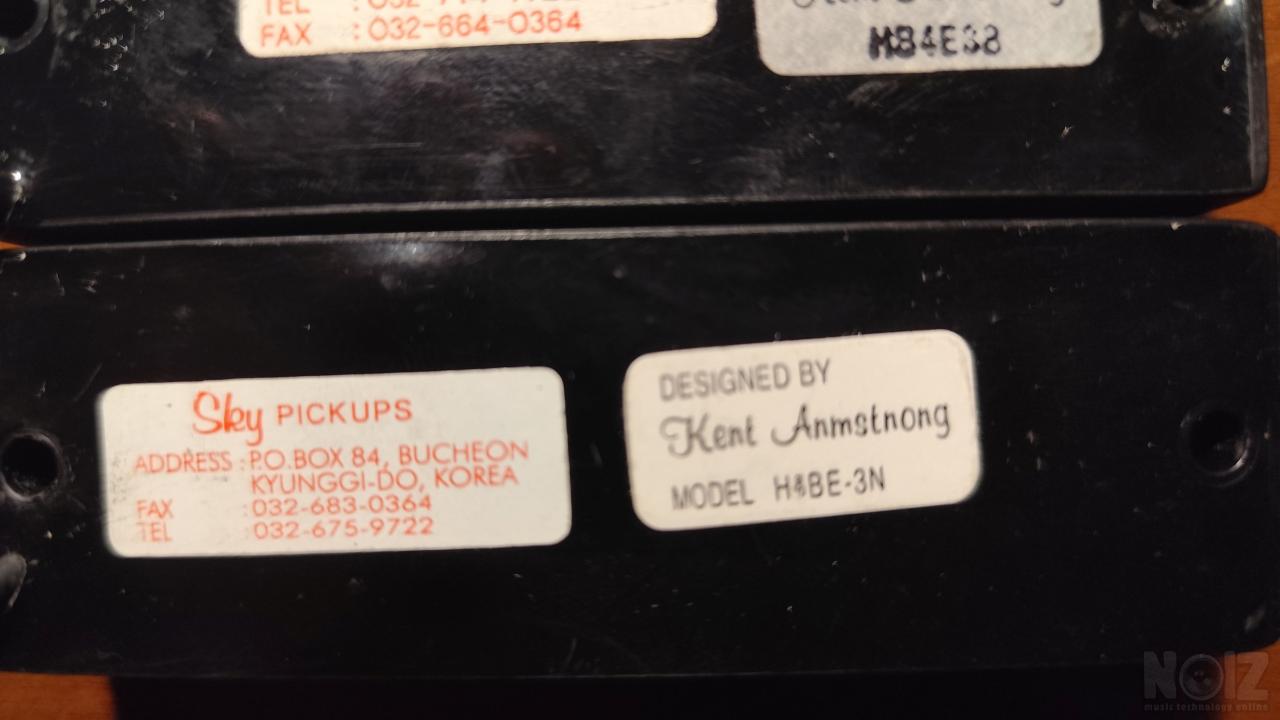 TEL
FAX : 032-664-0364
M84E38
Sky PICKUPS
ADDRESS : P.O.BOX 84, BUCHEON
KYUNGGI-DO, KOREA
FAX : 032-683-0364
TEL : 032-675-9722
DESIGNED BY
Kent Anmstnong
MODEL H4BE-3N
NOIZ
music technology online